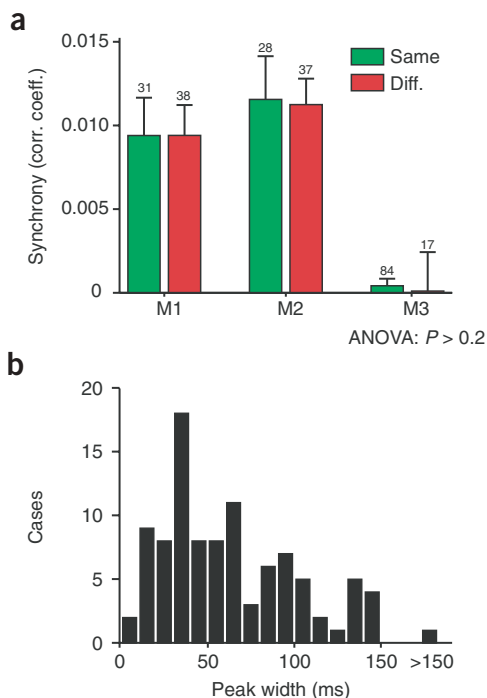 a
0.015
0.010
0.005
0
Synchrony (corr. coeff.)
31
38
28
37
84
17
Same
Diff.
M1
M2
M3
ANOVA: P > 0.2
b
20
15
10
5
0
Cases
0
50
100
150
>150
Peak width (ms)